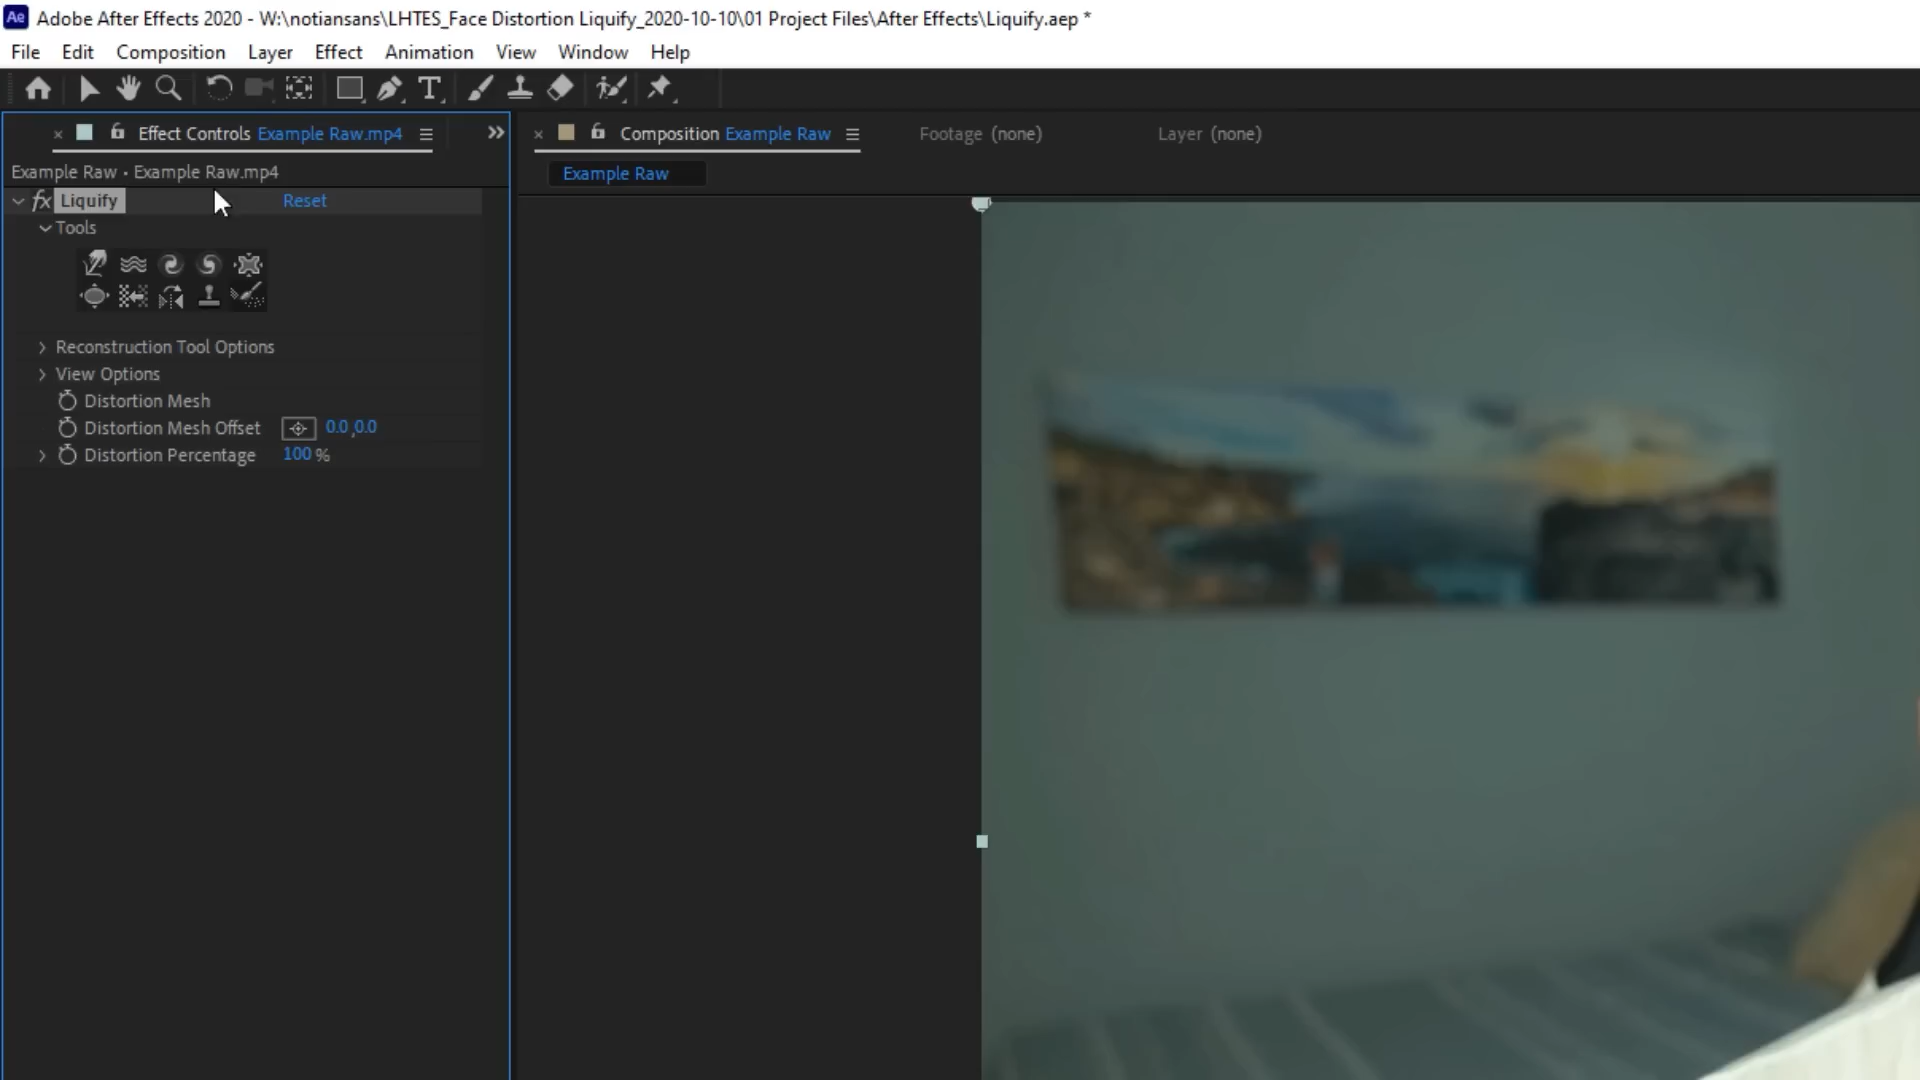 Ae Adobe After Effects 2020 - W:\notiansans\LHTES_Face Distortion Liquify_2020-10-10\01 Project Files\After Effects\Liquify.aep *
File Edit Composition Layer Effect Animation View Window Help
T
× Effect Controls Example Raw.mp4
Example Raw • Example Raw.mp4
fx Liquify Reset
Tools
Reconstruction Tool Options
View Options
Distortion Mesh
Distortion Mesh Offset 0.0,0.0
Distortion Percentage 100 %
× Composition Example Raw Footage (none) Layer (none)
Example Raw